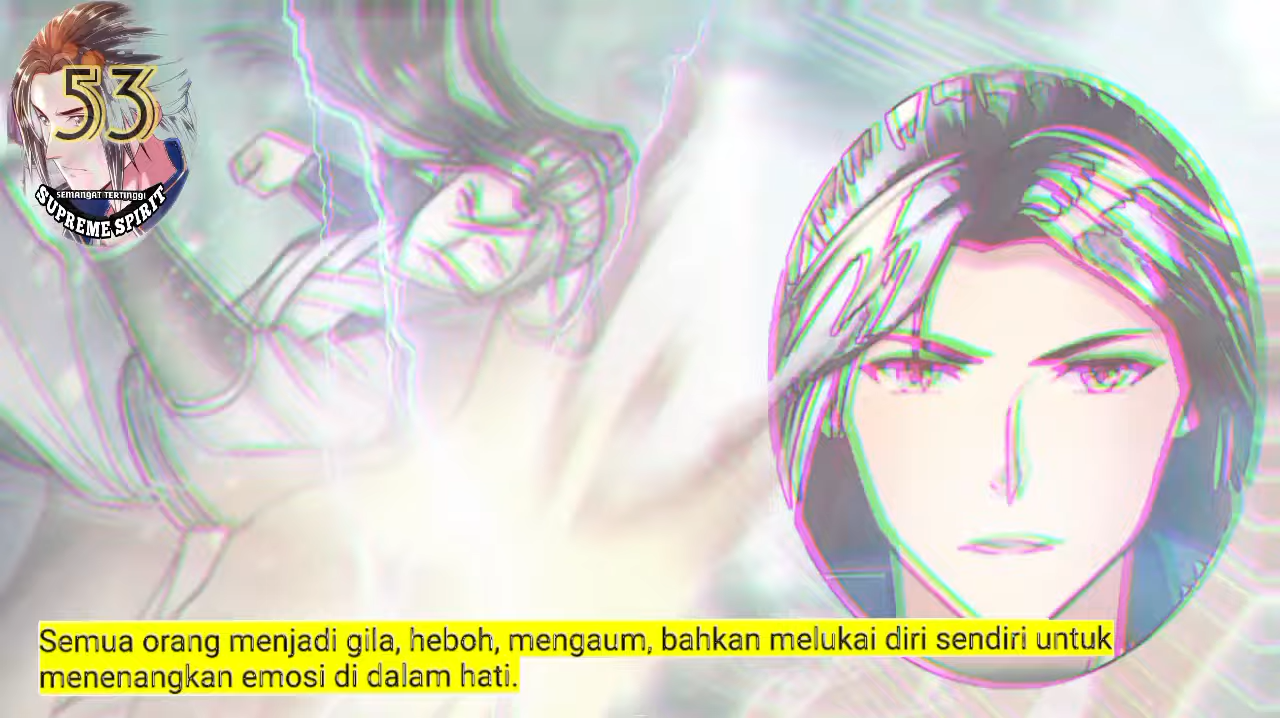 53
SEMANGAT TERTINGGI
SUPREME SPIRIT
Semua orang menjadi gila, heboh, mengaum, bahkan melukai diri sendiri untuk
menenangkan emosi di dalam hati.